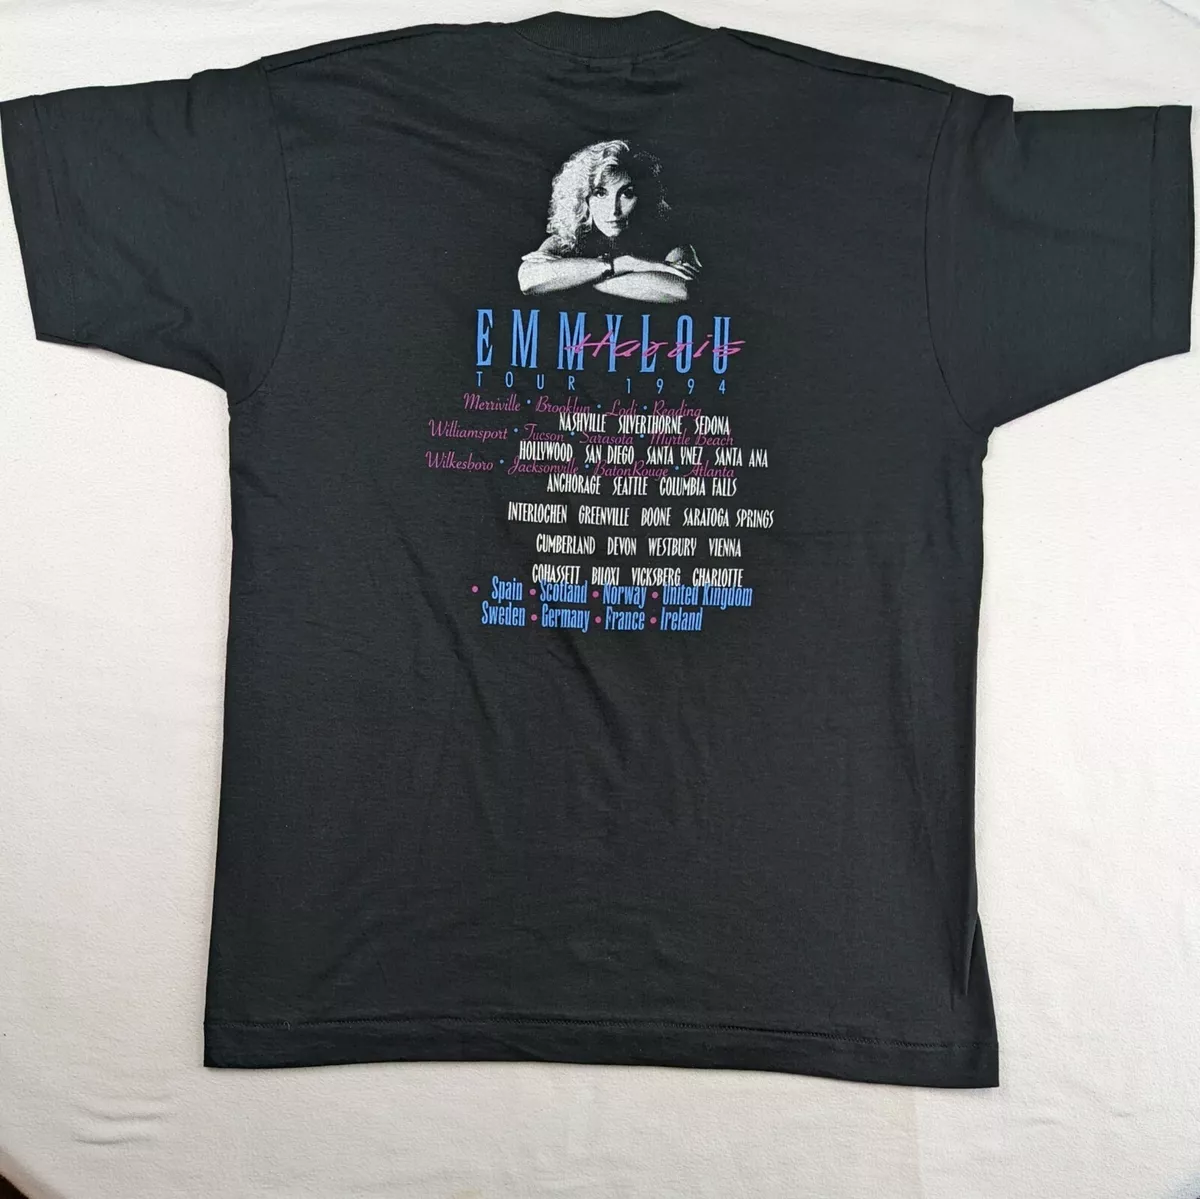 EMMYLOU
Harris
TOUR 1994
Merriville • Brooklyn • Lodi • Reading
NASHVILLE SILVERTHORNE SEDONA
Williamsport • Tucson • Sarasota • Myrtle Beach
HOLLYWOOD SAN DIEGO SANTA YNEZ SANTA ANA
Wilkesboro • Jacksonville • Baton Rouge • Atlanta
ANCHORAGE SEATTLE COLUMBIA FALLS
INTERLOCHEN GREENVILLE BOONE SARATOGA SPRINGS
CUMBERLAND DEVON WESTBURY VIENNA
COHASSETT BILOXI VICKSBERG CHARLOTTE
• Spain • Scotland • Norway • United Kingdom
Sweden • Germany • France • Ireland